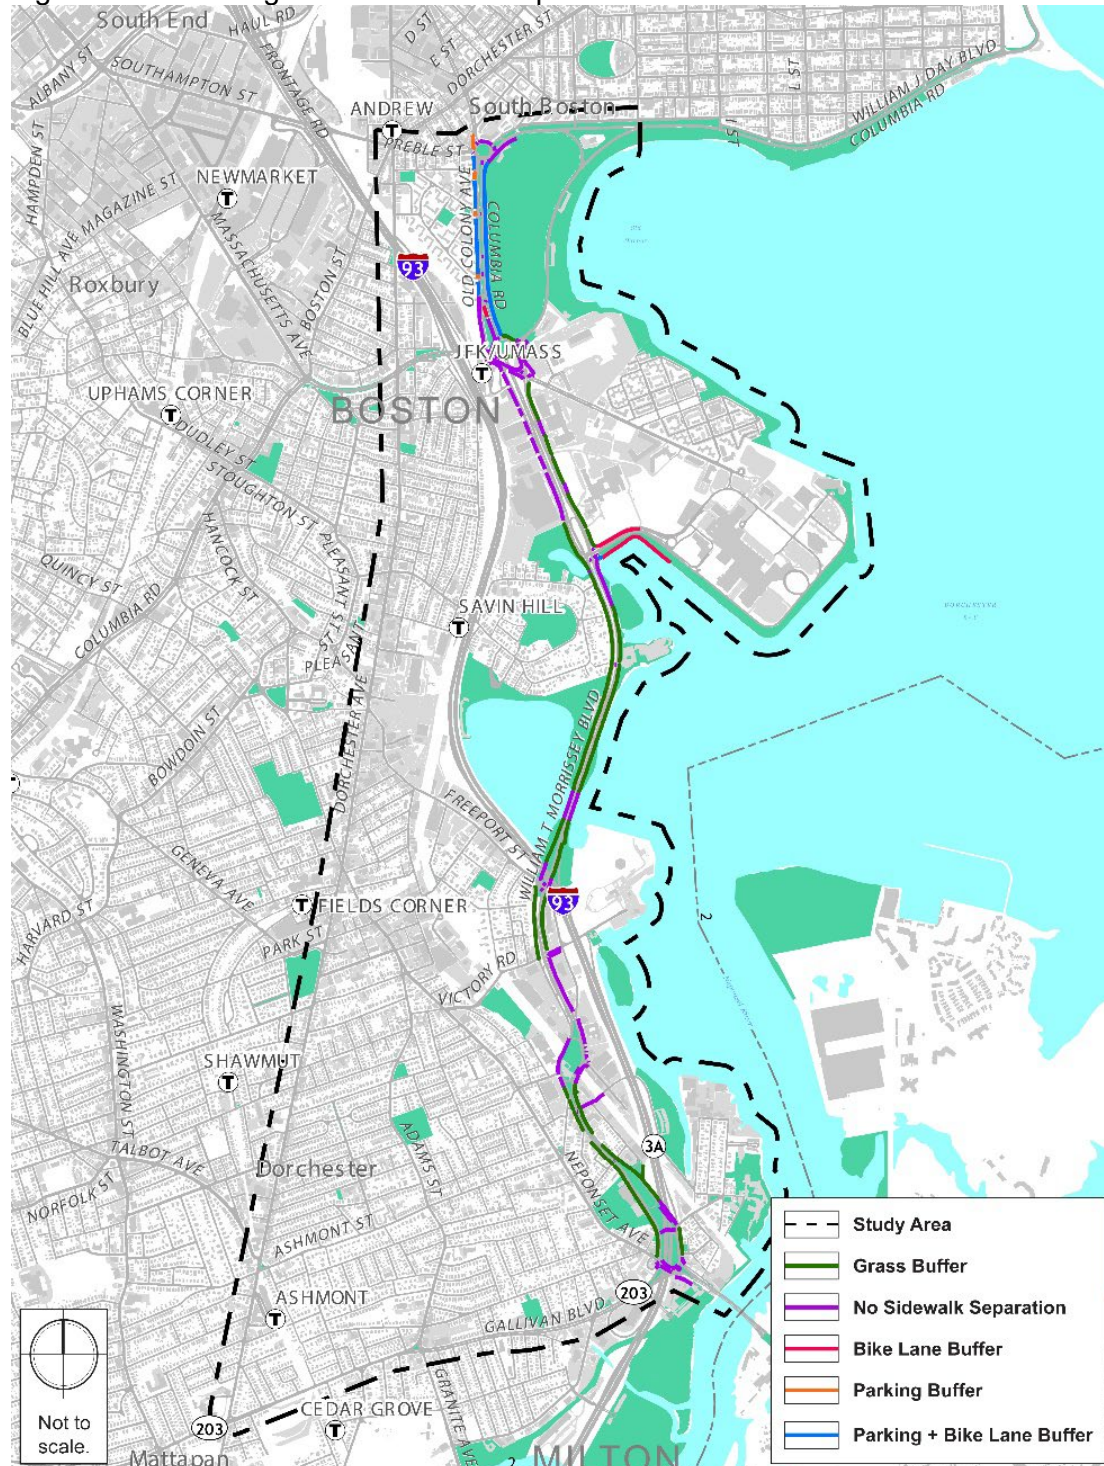 South End
HAUL RD
D ST
E ST
DORCHESTER ST
ALBANY ST
SOUTHAMPTON ST
FRONTAGE RD
L ST
WILLIAM J DAY BLVD
COLUMBIA RD
ANDREW
T
South Boston
I ST
PREBLE ST
HAMPDEN ST
NEWMARKET
T
MAGAZINE ST
BLUE HILL AVE
MASSACHUSETTS AVE
BOSTON ST
OLD COLONY AVE
COLUMBIA RD
93
Roxbury
JFK/UMASS
T
UPHAMS CORNER
T
BOSTON
DUDLEY ST
STOUGHTON ST
HANCOCK ST
PLEASANT ST
QUINCY ST
COLUMBIA RD
SAVIN HILL
T
PLEASANT ST
DORCHESTER AVE
BOWDOIN ST
WILLIAM T MORRISSEY BLVD
FREEPORT ST
GENEVA AVE
93
HARVARD ST
T
FIELDS CORNER
PARK ST
2
VICTORY RD
WASHINGTON ST
SHAWMUT
T
ADAMS ST
3A
TALBOT AVE
Dorchester
NEPONSET AVE
NORFOLK ST
ASHMONT ST
Study Area
Grass Buffer
No Sidewalk Separation
Bike Lane Buffer
Parking Buffer
Parking + Bike Lane Buffer
203
ASHMONT
T
GALLIVAN BLVD
Not to
scale.
GRANITE AVE
CEDAR GROVE
T
203
Mattapan
2
MILTON